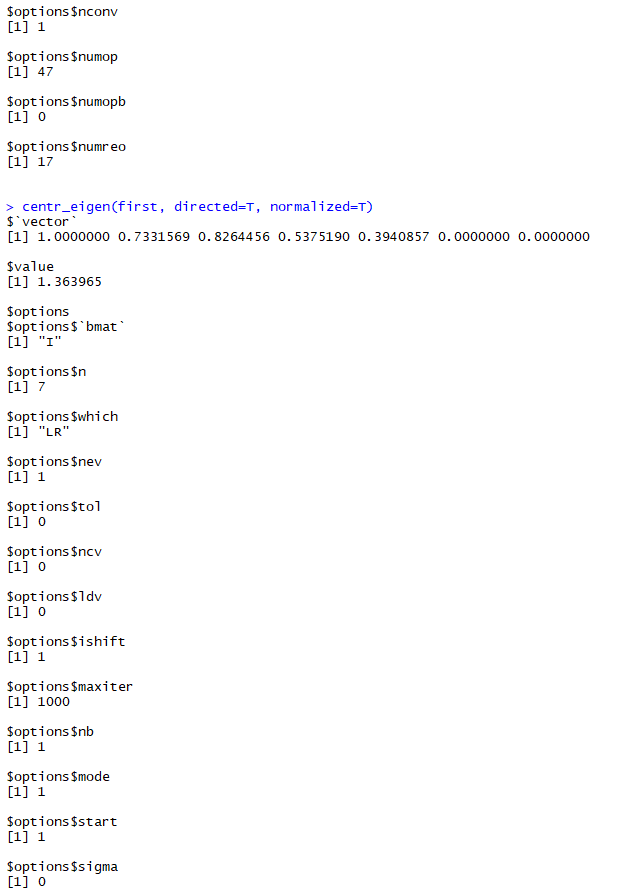 $options$nconv
[1] 1
$options$numop
[1] 47
$options$numopb
[1] 0
$options$numreo
[1] 17
> centr_eigen(first, directed=T, normalized=T)
$`vector`
[1] 1.0000000 0.7331569 0.8264456 0.5375190 0.3940857 0.0000000 0.0000000
$value
[1] 1.363965
$options
$options$`bmat`
[1] "I"
$options$n
[1] 7
$options$which
[1] "LR"
$options$nev
[1] 1
$options$tol
[1] 0
$options$ncv
[1] 0
$options$ldv
[1] 0
$options$ishift
[1] 1
$options$maxiter
[1] 1000
$options$nb
[1] 1
$options$mode
[1] 1
$options$start
[1] 1
$options$sigma
[1] 0